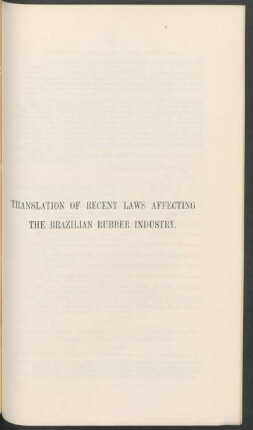 TRANSLATION OF RECENT LAWS AFFECTING
THE BRAZILIAN RUBBER INDUSTRY.